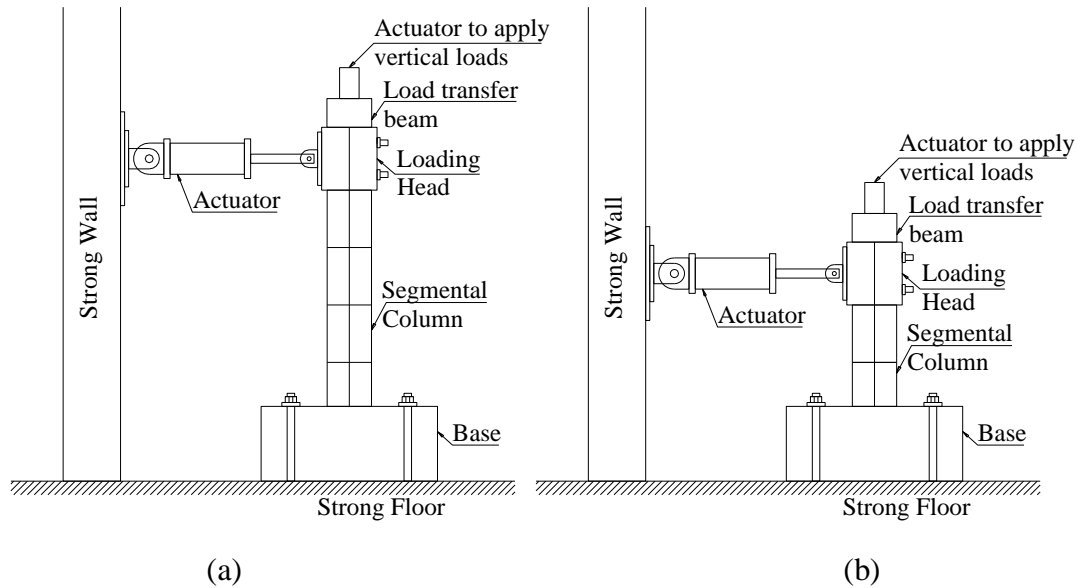 Actuator to apply
vertical loads
Load transfer
beam
Loading
Head
Actuator
Strong Wall
Segmental
Column
Base
Strong Floor
(a)
Actuator to apply
vertical loads
Load transfer
beam
Loading
Head
Actuator
Strong Wall
Segmental
Column
Base
Strong Floor
(b)